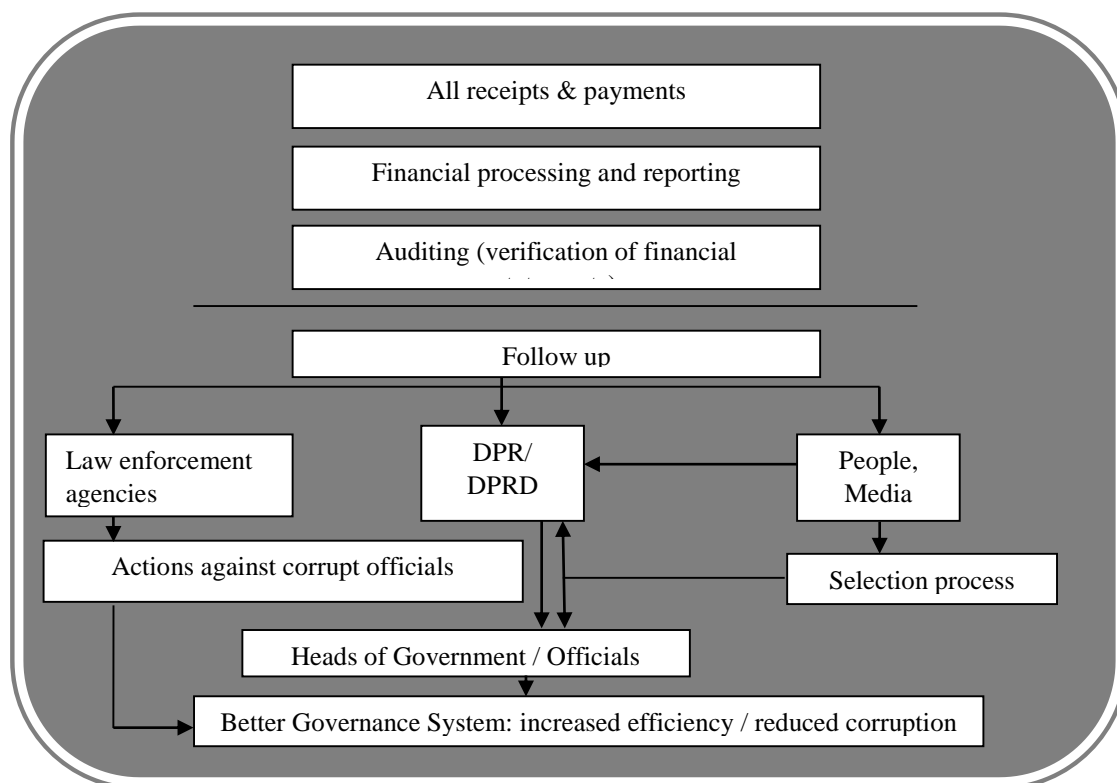 All receipts & payments
Financial processing and reporting
Auditing (verification of financial
Follow up
Law enforcement
agencies
DPR/
DPRD
People,
Media
Actions against corrupt officials
Selection process
Heads of Government / Officials
Better Governance System: increased efficiency / reduced corruption